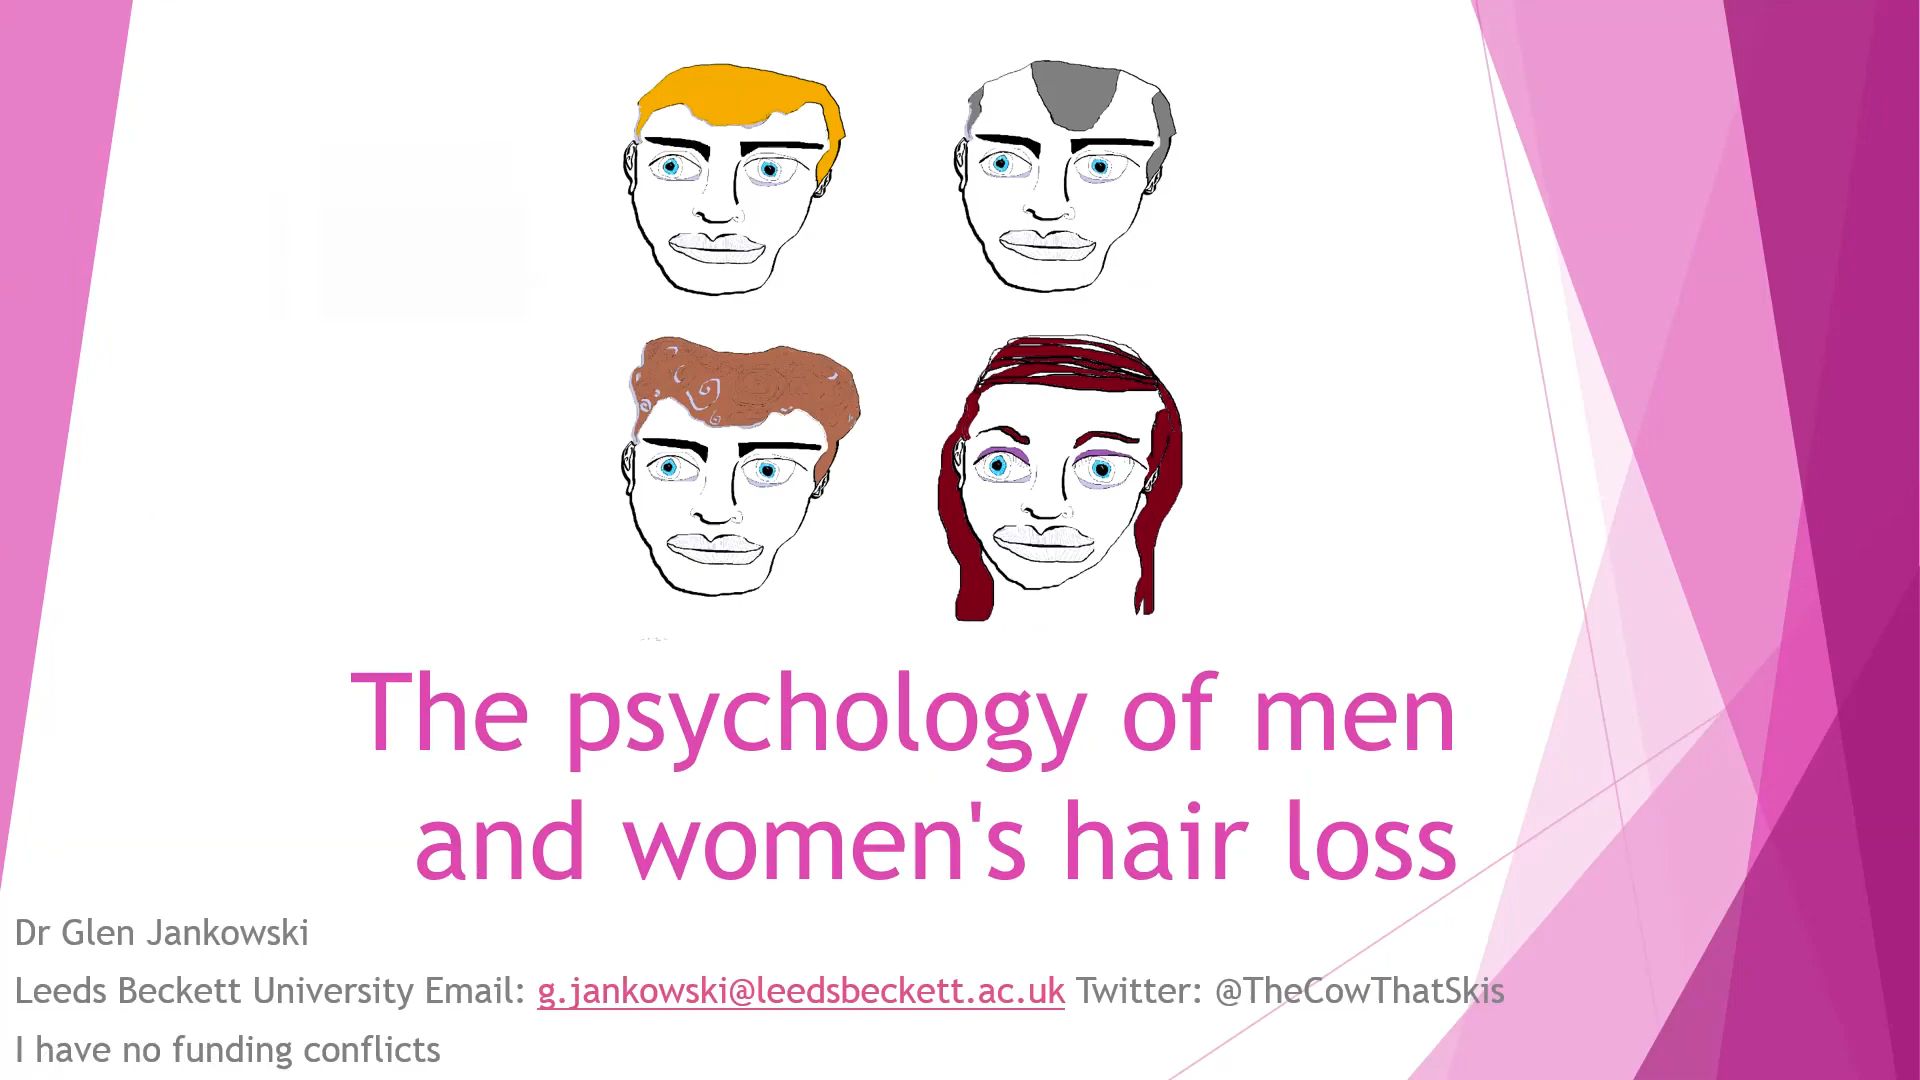 The psychology of men
and women's hair loss
Dr Glen Jankowski
Leeds Beckett University Email: g.jankowski@leedsbeckett.ac.uk Twitter: @TheCowThatSkis
I have no funding conflicts